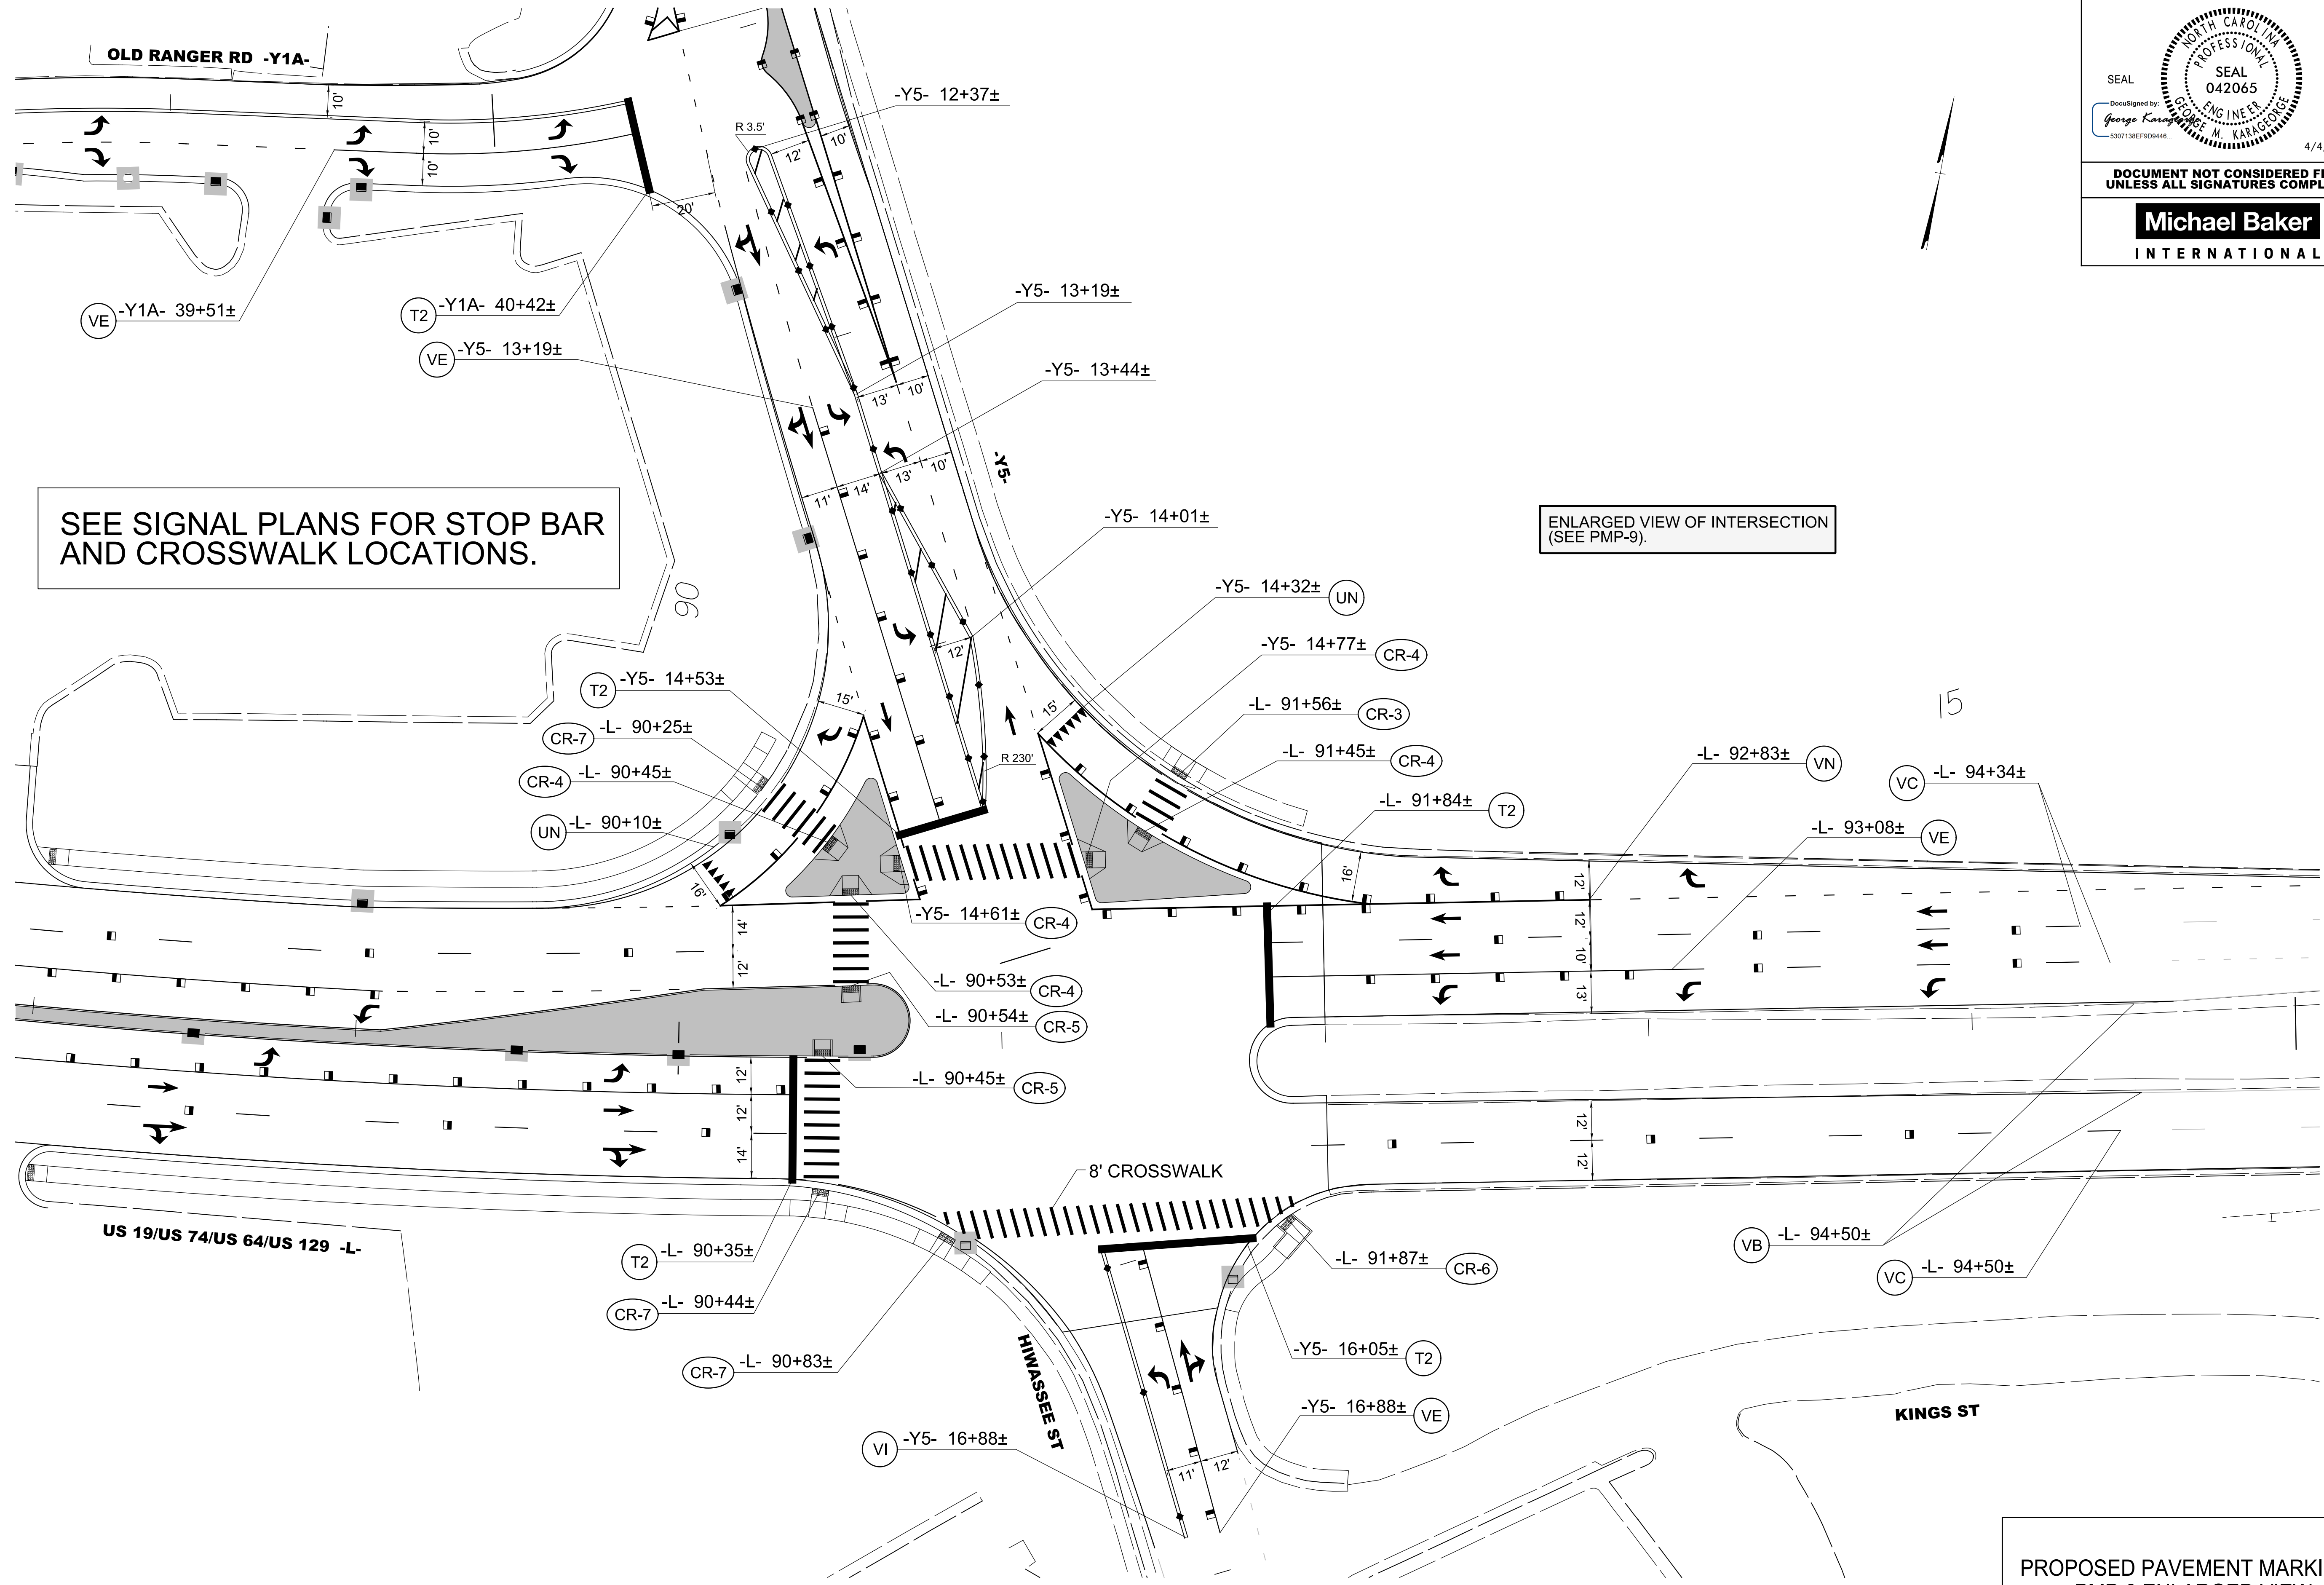 OLD RANGER RD -Y1A-
10'
10'
10'
20'
R 3.5'
12'
10'
-Y5- 12+37±
SEAL
NORTH CAROLINA
PROFESSIONAL
SEAL
042065
ENGINEER
GEORGE M. KARAGEORGE
DocuSigned by:
5307138EF9D9446...
DOCUMENT NOT CONSIDERED
UNLESS ALL SIGNATURES
Michael Baker
INTERNATIONAL
VE -Y1A- 39+51±
T2 -Y1A- 40+42±
VE -Y5- 13+19±
-Y5- 13+19±
13'
10'
-Y5- 13+44±
11'
14'
13'
10'
-Y5-
SEE SIGNAL PLANS FOR STOP BAR
AND CROSSWALK LOCATIONS.
ENLARGED VIEW OF INTERSECTION
(SEE PMP-9).
90
15
-Y5- 14+01±
12'
-Y5- 14+32± UN
-Y5- 14+77± CR-4
-L- 91+56± CR-3
-L- 91+45± CR-4
-L- 91+84± T2
T2 -Y5- 14+53±
CR-7 -L- 90+25±
CR-4 -L- 90+45±
UN -L- 90+10±
15'
15'
R 230'
16'
16'
-L- 92+83± VN
VC -L- 94+34±
-L- 93+08± VE
12'
12'
10'
13'
14'
12'
-Y5- 14+61± CR-4
-L- 90+53± CR-4
-L- 90+54± CR-5
-L- 90+45± CR-5
12'
12'
14'
12'
12'
8' CROSSWALK
US 19/US 74/US 64/US 129 -L-
T2 -L- 90+35±
CR-7 -L- 90+44±
CR-7 -L- 90+83±
-L- 91+87± CR-6
VB -L- 94+50±
VC -L- 94+50±
-Y5- 16+05± T2
HIWASSEE ST
-Y5- 16+88± VE
VI -Y5- 16+88±
11'
12'
KINGS ST
PROPOSED PAVEMENT